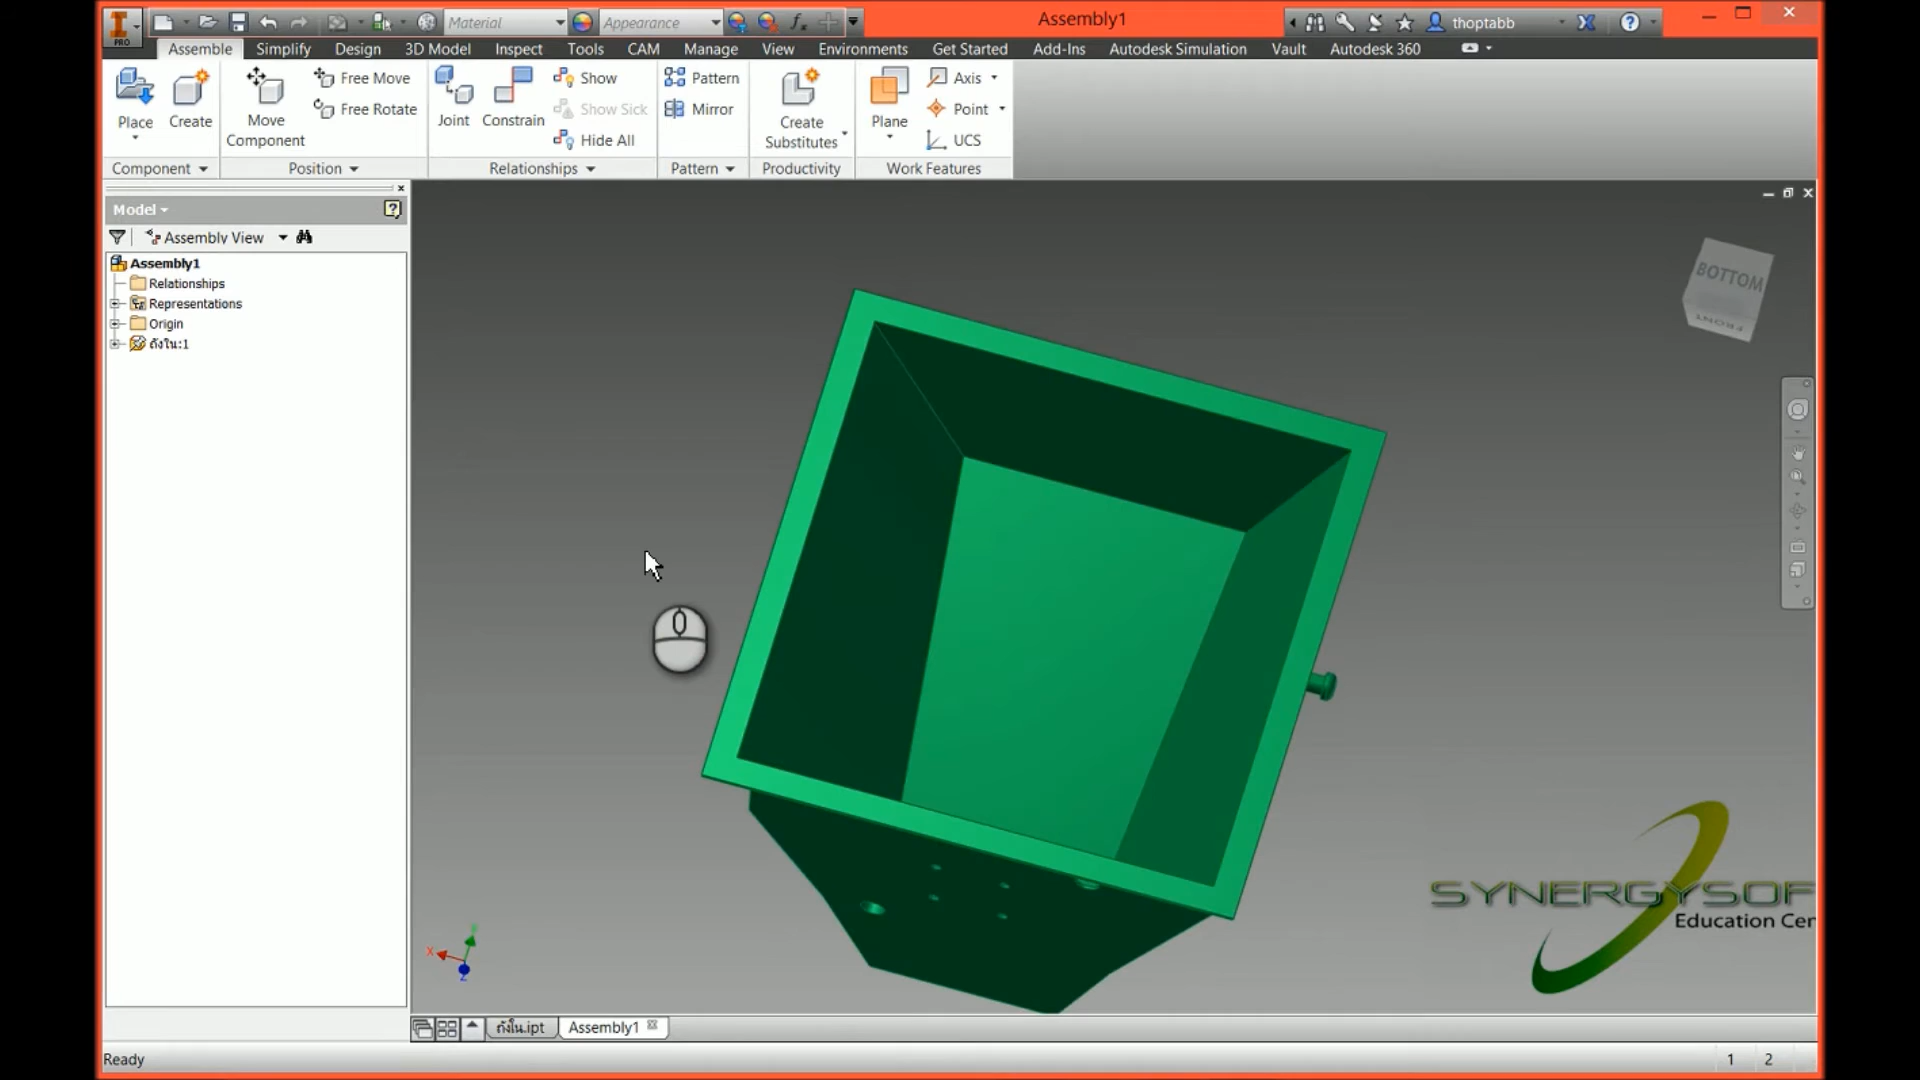 PRO
Material
Appearance
Assembly1
thoptabb
Assemble Simplify Design 3D Model Inspect Tools CAM Manage View Environments Get Started Add-Ins Autodesk Simulation Vault Autodesk 360
Place
Create
Move
Component
Free Move
Free Rotate
Joint
Constrain
Show
Show Sick
Hide All
Pattern
Mirror
Create
Substitutes
Plane
Axis
Point
UCS
Component
Position
Relationships
Pattern
Productivity
Work Features
Model
Assembly View
Assembly1
Relationships
Representations
Origin
ถังใน:1
BOTTOM
FRONT
X
Z
SYNERGYSOF
Education Cer
ถังใน.ipt
Assembly1
Ready
1 2